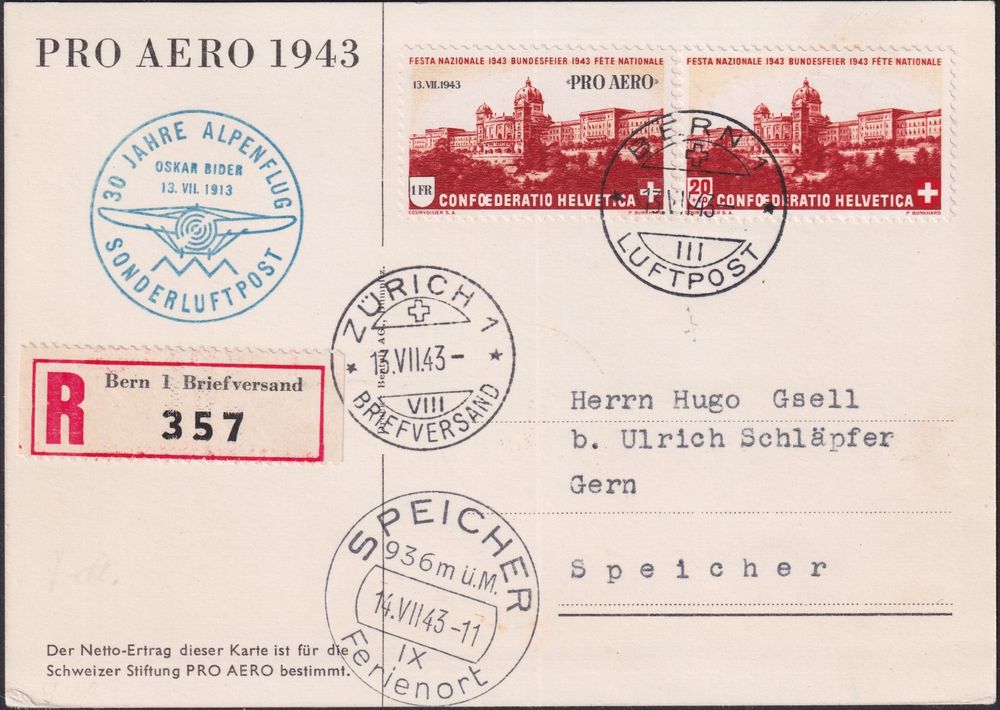 PRO AERO 1943
FESTA NAZIONALE 1943 BUNDESFEIER 1943 FÊTE NATIONALE
13.VII.1943 «PRO AERO»
1 FR CONFŒDERATIO HELVETICA
COURVOISIER S.A. P. BURKHARD
FESTA NAZIONALE 1943 BUNDESFEIER 1943 FÊTE NATIONALE
20
CONFŒDERATIO HELVETICA
P. BURKHARD
30 JAHRE ALPENFLUG
OSKAR BIDER
13. VII. 1913
SONDERLUFTPOST
BERN 1
13.VII.43–
III
LUFTPOST
ZÜRICH 1
13.VII.43–
VIII
BRIEFVERSAND
R Bern 1 Briefversand
357
Herrn Hugo Gsell
b. Ulrich Schläpfer
Gern
Speicher
SPEICHER
936m ü.M.
14.VII.43–11
IX
Ferienort
Der Netto-Ertrag dieser Karte ist für die
Schweizer Stiftung PRO AERO bestimmt.